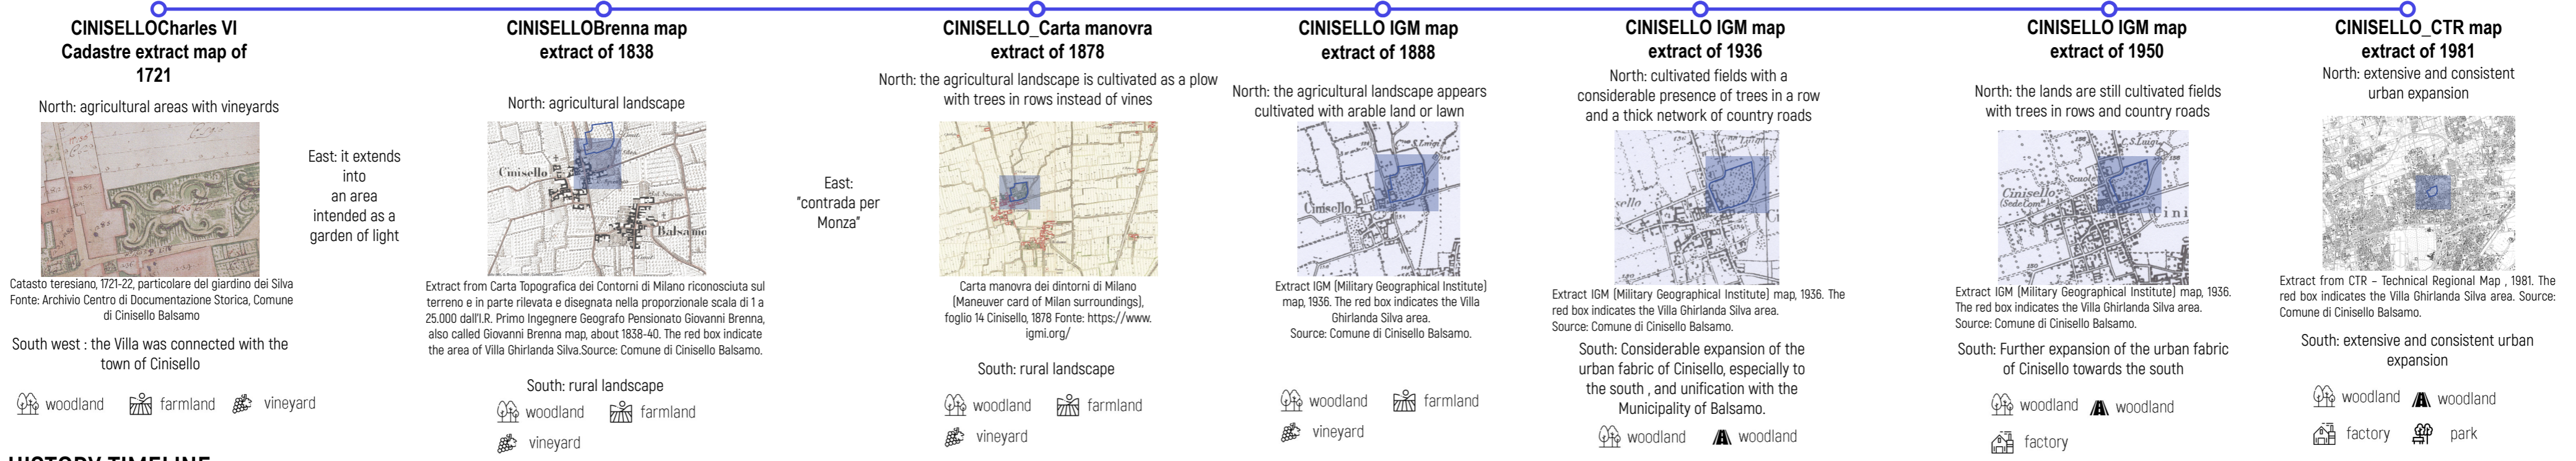 CINISELLOCharles VI
Cadastre extract map of
1721
North: agricultural areas with vineyards
East: it extends
into
an area
intended as a
garden of light
Catasto teresiano, 1721-22, particolare del giardino dei Silva
Fonte: Archivio Centro di Documentazione Storica, Comune
di Cinisello Balsamo
South west : the Villa was connected with the
town of Cinisello
woodland farmland vineyard
CINISELLOBrenna map
extract of 1838
North: agricultural landscape
Cinisello
Balsamo
East:
"contrada per
Monza"
Extract from Carta Topografica dei Contorni di Milano riconosciuta sul
terreno e in parte rilevata e disegnata nella proporzionale scala di 1 a
25.000 dall'I.R. Primo Ingegnere Geografo Pensioni Giovanni Brenna,
also called Giovanni Brenna map, about 1838-40. The red box indicate
the area of Villa Ghirlanda Silva.Source: Comune di Cinisello Balsamo.
South: rural landscape
woodland farmland
vineyard
CINISELLO_Carta manovra
extract of 1878
North: the agricultural landscape is cultivated as a plow
with trees in rows instead of vines
Carta manovra dei dintorni di Milano
(Maneuver card of Milan surroundings),
foglio 14 Cinisello, 1878 Fonte: https://www.
igmi.org/
South: rural landscape
woodland farmland
vineyard
CINISELLO IGM map
extract of 1888
North: the agricultural landscape appears
cultivated with arable land or lawn
S.Luigi
Cinisello
Extract IGM (Military Geographical Institute)
map, 1936. The red box indicates the Villa
Ghirlanda Silva area.
Source: Comune di Cinisello Balsamo.
woodland farmland
vineyard
CINISELLO IGM map
extract of 1936
North: cultivated fields with a
considerable presence of trees in a row
and a thick network of country roads
Luigi
sello
Ci
Extract IGM (Military Geographical Institute) map, 1936. The
red box indicates the Villa Ghirlanda Silva area.
Source: Comune di Cinisello Balsamo.
South: Considerable expansion of the
urban fabric of Cinisello, especially to
the south , and unification with the
Municipality of Balsamo.
woodland woodland
CINISELLO IGM map
extract of 1950
North: the lands are still cultivated fields
with trees in rows and country roads
C.S.Luigi
Scuole
Cinisello
(Sede Com.)
Cini
Extract IGM (Military Geographical Institute) map, 1936.
The red box indicates the Villa Ghirlanda Silva area.
Source: Comune di Cinisello Balsamo.
South: Further expansion of the urban fabric
of Cinisello towards the south
woodland woodland
factory
CINISELLO_CTR map
extract of 1981
North: extensive and consistent
urban expansion
Extract from CTR – Technical Regional Map , 1981. The
red box indicates the Villa Ghirlanda Silva area. Source:
Comune di Cinisello Balsamo.
South: extensive and consistent urban
expansion
woodland woodland
factory park
HISTORY TIMELINE